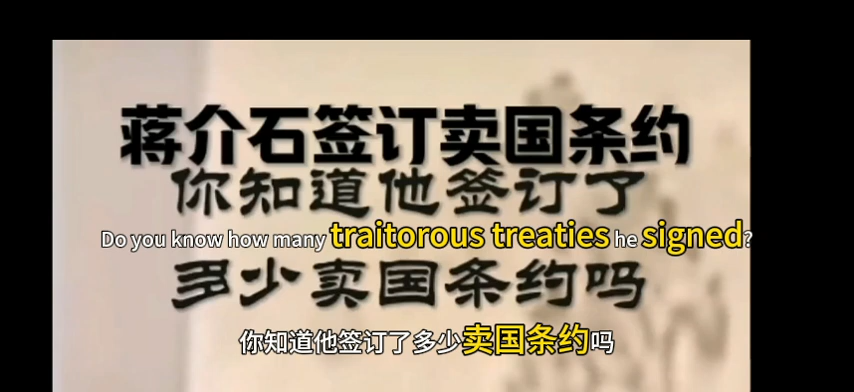 蒋介石签订卖国条约
你知道他签订了
Do you know how many traitorous treaties he signed?
多少卖国条约吗
你知道他签订了多少卖国条约吗